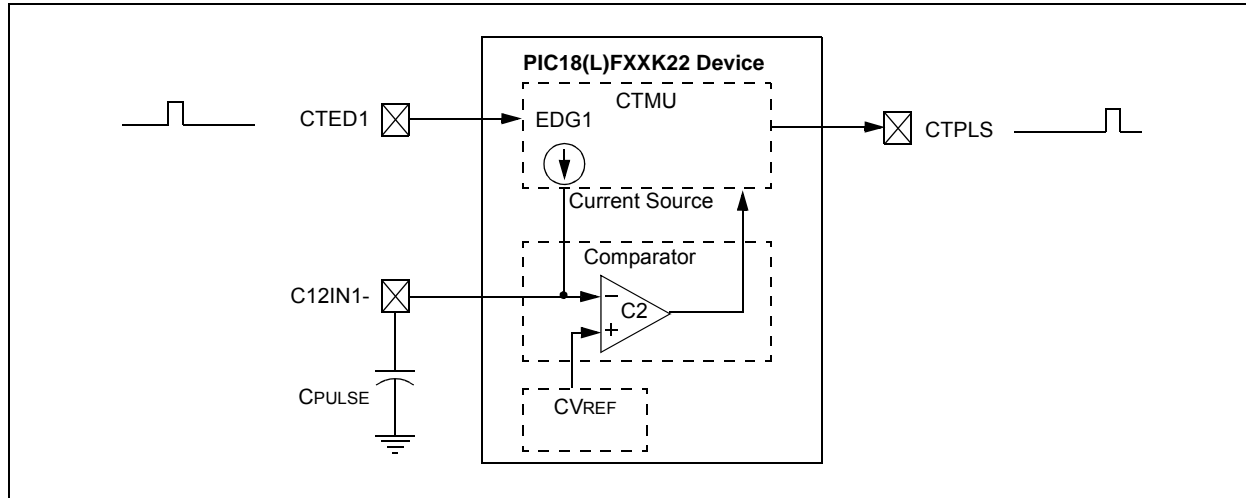 PIC18(L)FXXK22 Device
CTMU
CTED1
EDG1
CTPLS
Current Source
Comparator
C12IN1-
−
C2
+
CPULSE
CVREF